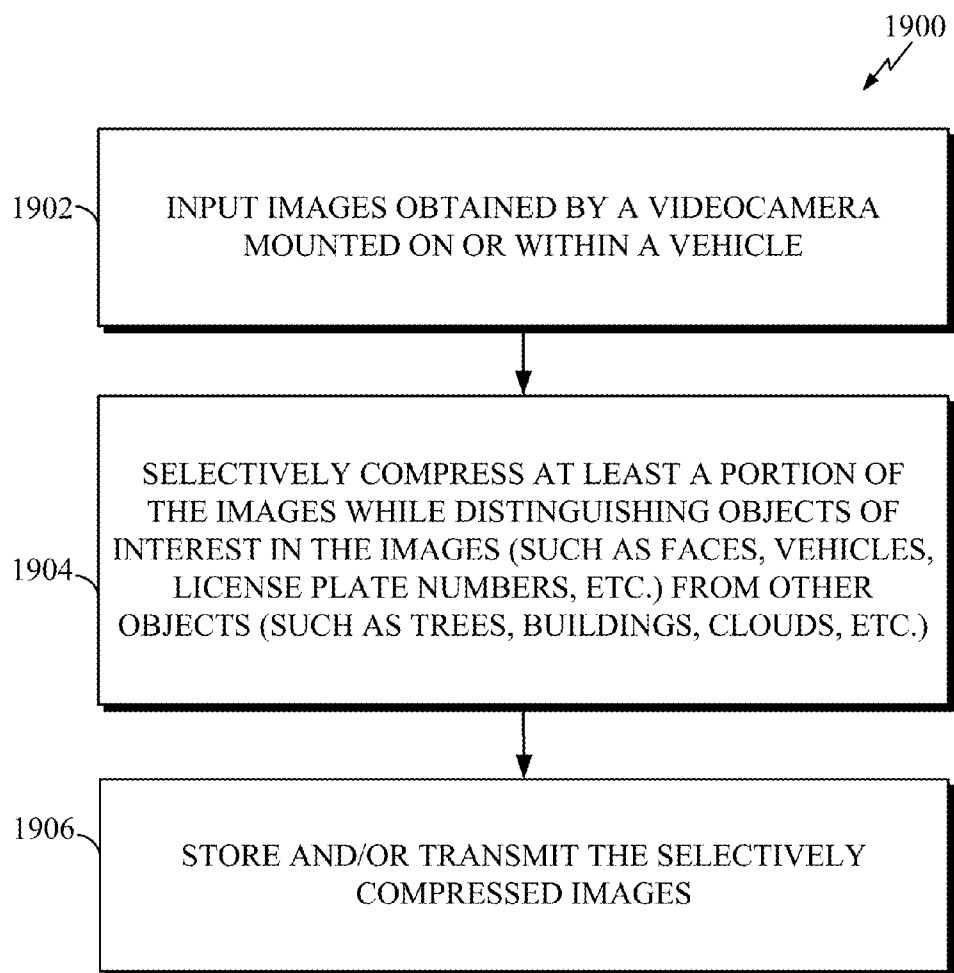 1900
1902
INPUT IMAGES OBTAINED BY A VIDEOCAMERA
MOUNTED ON OR WITHIN A VEHICLE
1904
SELECTIVELY COMPRESS AT LEAST A PORTION OF
THE IMAGES WHILE DISTINGUISHING OBJECTS OF
INTEREST IN THE IMAGES (SUCH AS FACES, VEHICLES,
LICENSE PLATE NUMBERS, ETC.) FROM OTHER
OBJECTS (SUCH AS TREES, BUILDINGS, CLOUDS, ETC.)
1906
STORE AND/OR TRANSMIT THE SELECTIVELY
COMPRESSED IMAGES